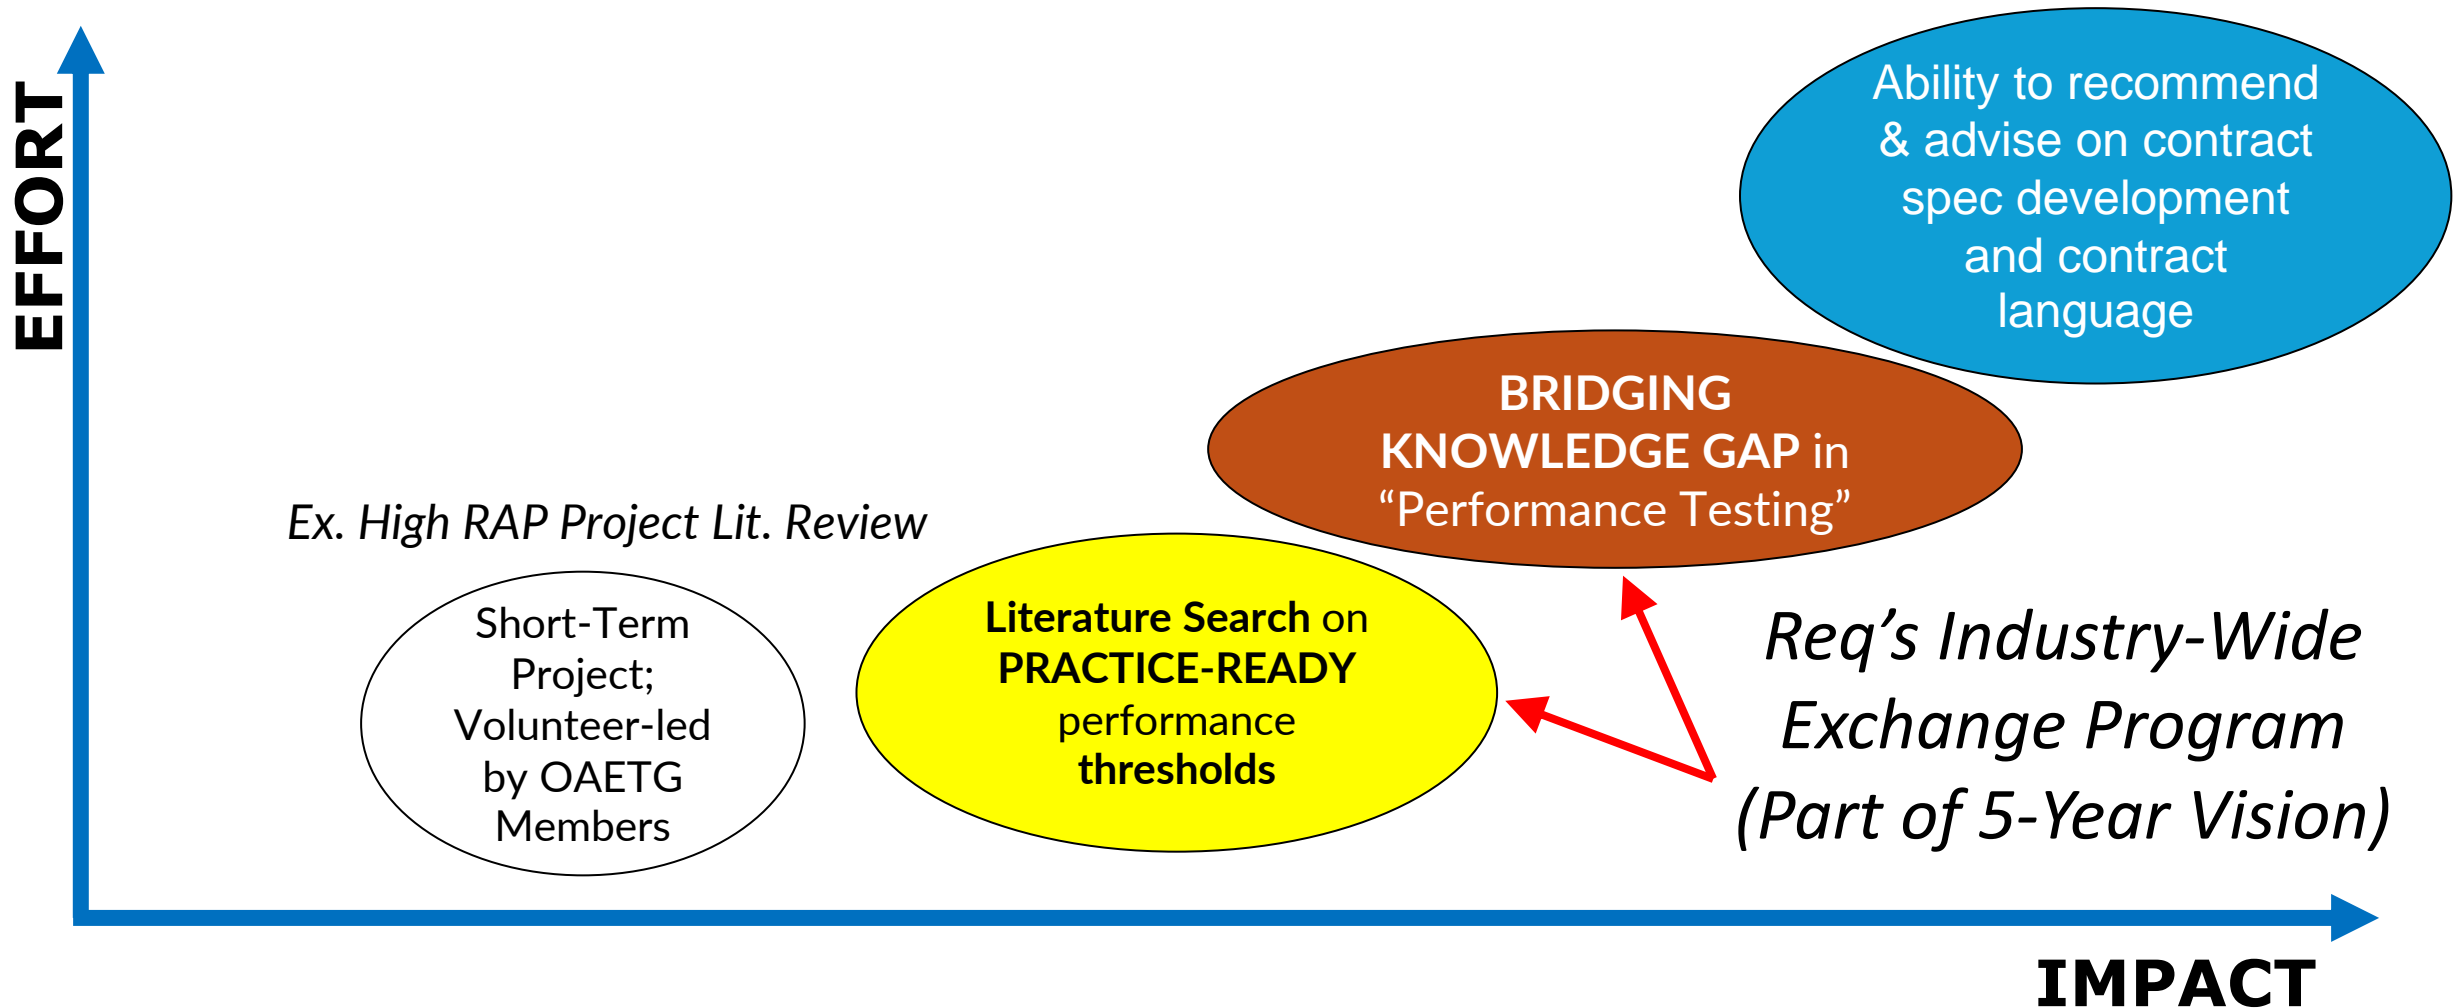 EFFORT
Ability to recommend
& advise on contract
spec development
and contract
language
BRIDGING
KNOWLEDGE GAP in
“Performance Testing”
Ex. High RAP Project Lit. Review
Short-Term
Project;
Volunteer-led
by OAETG
Members
Literature Search on
PRACTICE-READY
performance
thresholds
Req’s Industry-Wide
Exchange Program
(Part of 5-Year Vision)
IMPACT